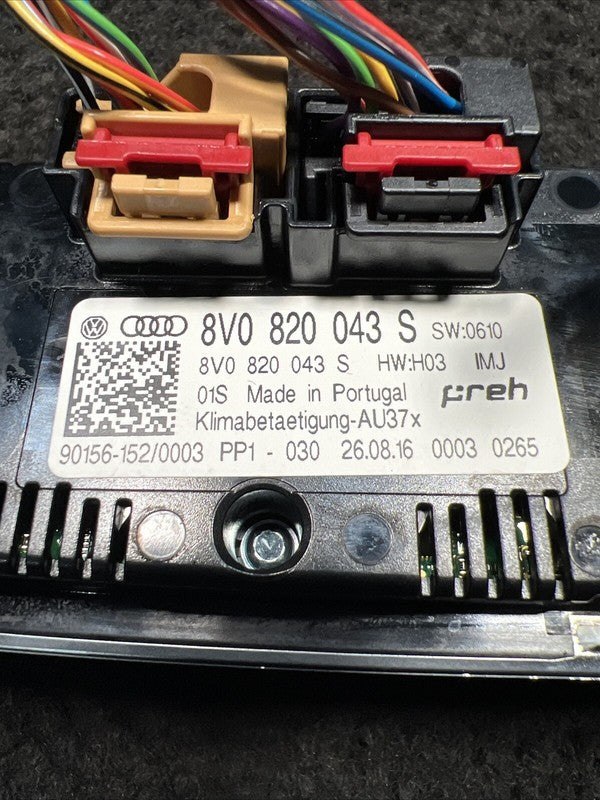 8V0 820 043 S SW:0610
8V0 820 043 S HW:H03 IMJ
01S Made in Portugal preh
Klimabetaetigung-AU37x
90156-152/0003 PP1 - 030 26.08.16 0003 0265